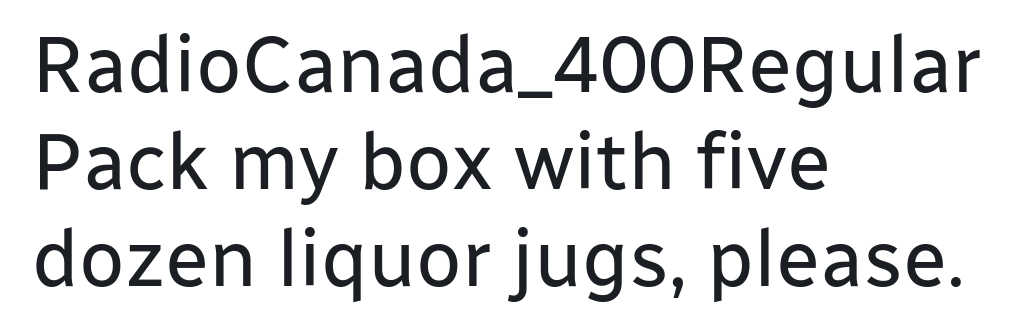 RadioCanada_400Regular
Pack my box with five
dozen liquor jugs, please.